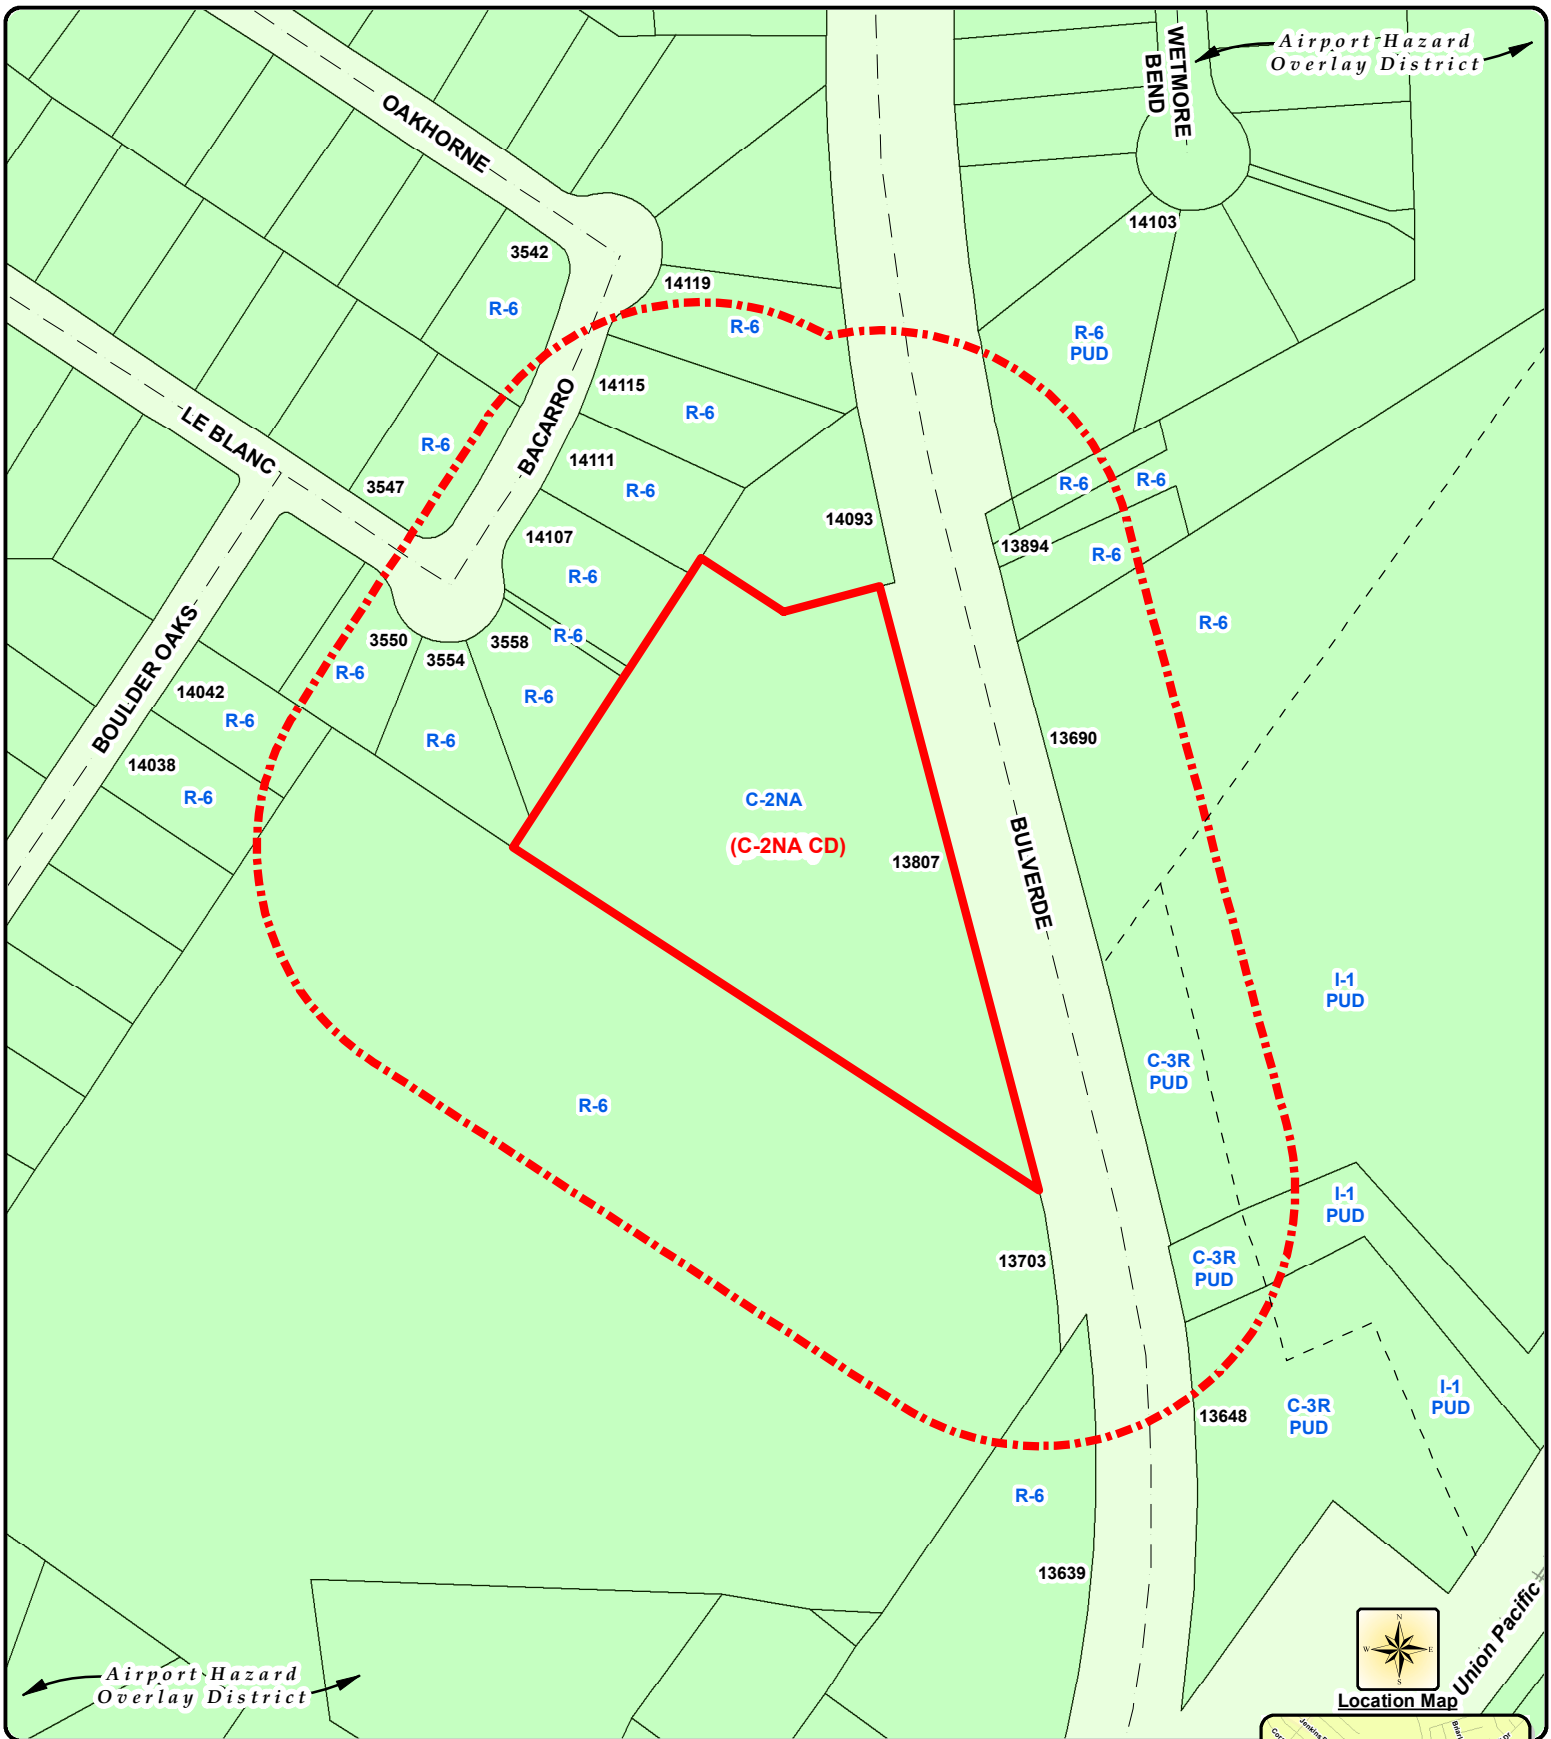 Airport Hazard
Overlay District
WETMORE
BEND
OAKHORNE
14103
3542
14119
R-6
R-6
R-6
PUD
14115
R-6
BACARRO
LE BLANC
R-6
14111
R-6
3547
R-6
R-6
14093
14107
13894
R-6
R-6
R-6
R-6
BOULDER OAKS
3550
3554
3558
R-6
R-6
14042
R-6
R-6
13690
14038
R-6
C-2NA
(C-2NA CD)
13807
BULVERDE
I-1
PUD
C-3R
PUD
R-6
I-1
PUD
13703
C-3R
PUD
I-1
PUD
13648
C-3R
PUD
R-6
13639
Union Pacific
N
W
E
S
Location Map
Airport Hazard
Overlay District